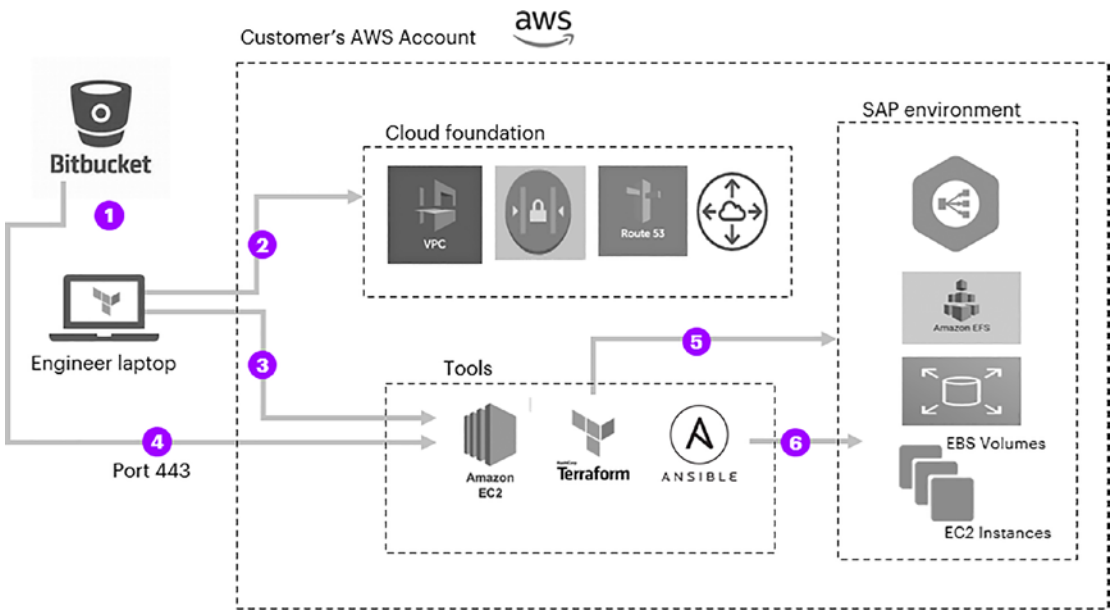 aws
Customer's AWS Account
SAP environment
Cloud foundation
Bitbucket
1
VPC
Route 53
2
Amazon EFS
Engineer laptop
3
5
Tools
4
Port 443
Amazon
EC2
HashiCorp
Terraform
ANSIBLE
6
EBS Volumes
EC2 Instances